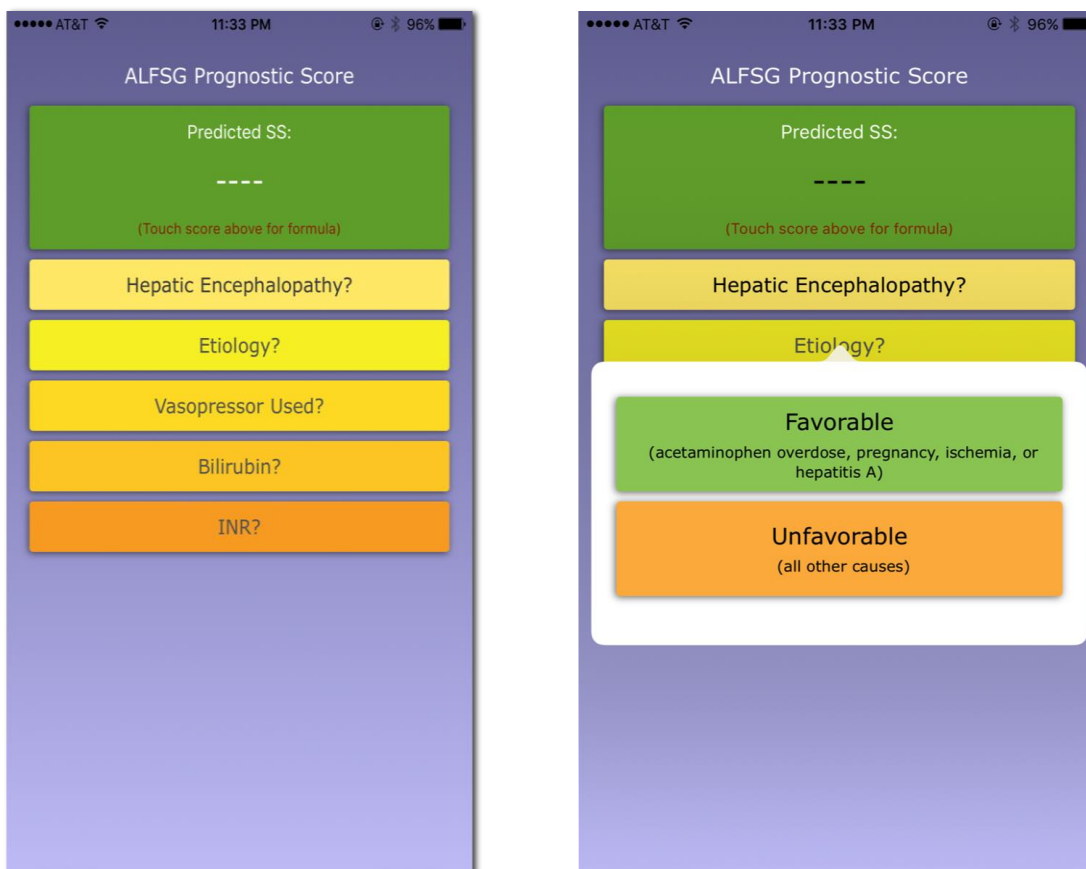 AT&T 11:33 PM 96%
ALFSG Prognostic Score
Predicted SS:
----
(Touch score above for formula)
Hepatic Encephalopathy?
Etiology?
Vasopressor Used?
Bilirubin?
INR?
AT&T 11:33 PM 96%
ALFSG Prognostic Score
Predicted SS:
----
(Touch score above for formula)
Hepatic Encephalopathy?
Etiology?
Favorable
(acetaminophen overdose, pregnancy, ischemia, or
hepatitis A)
Unfavorable
(all other causes)